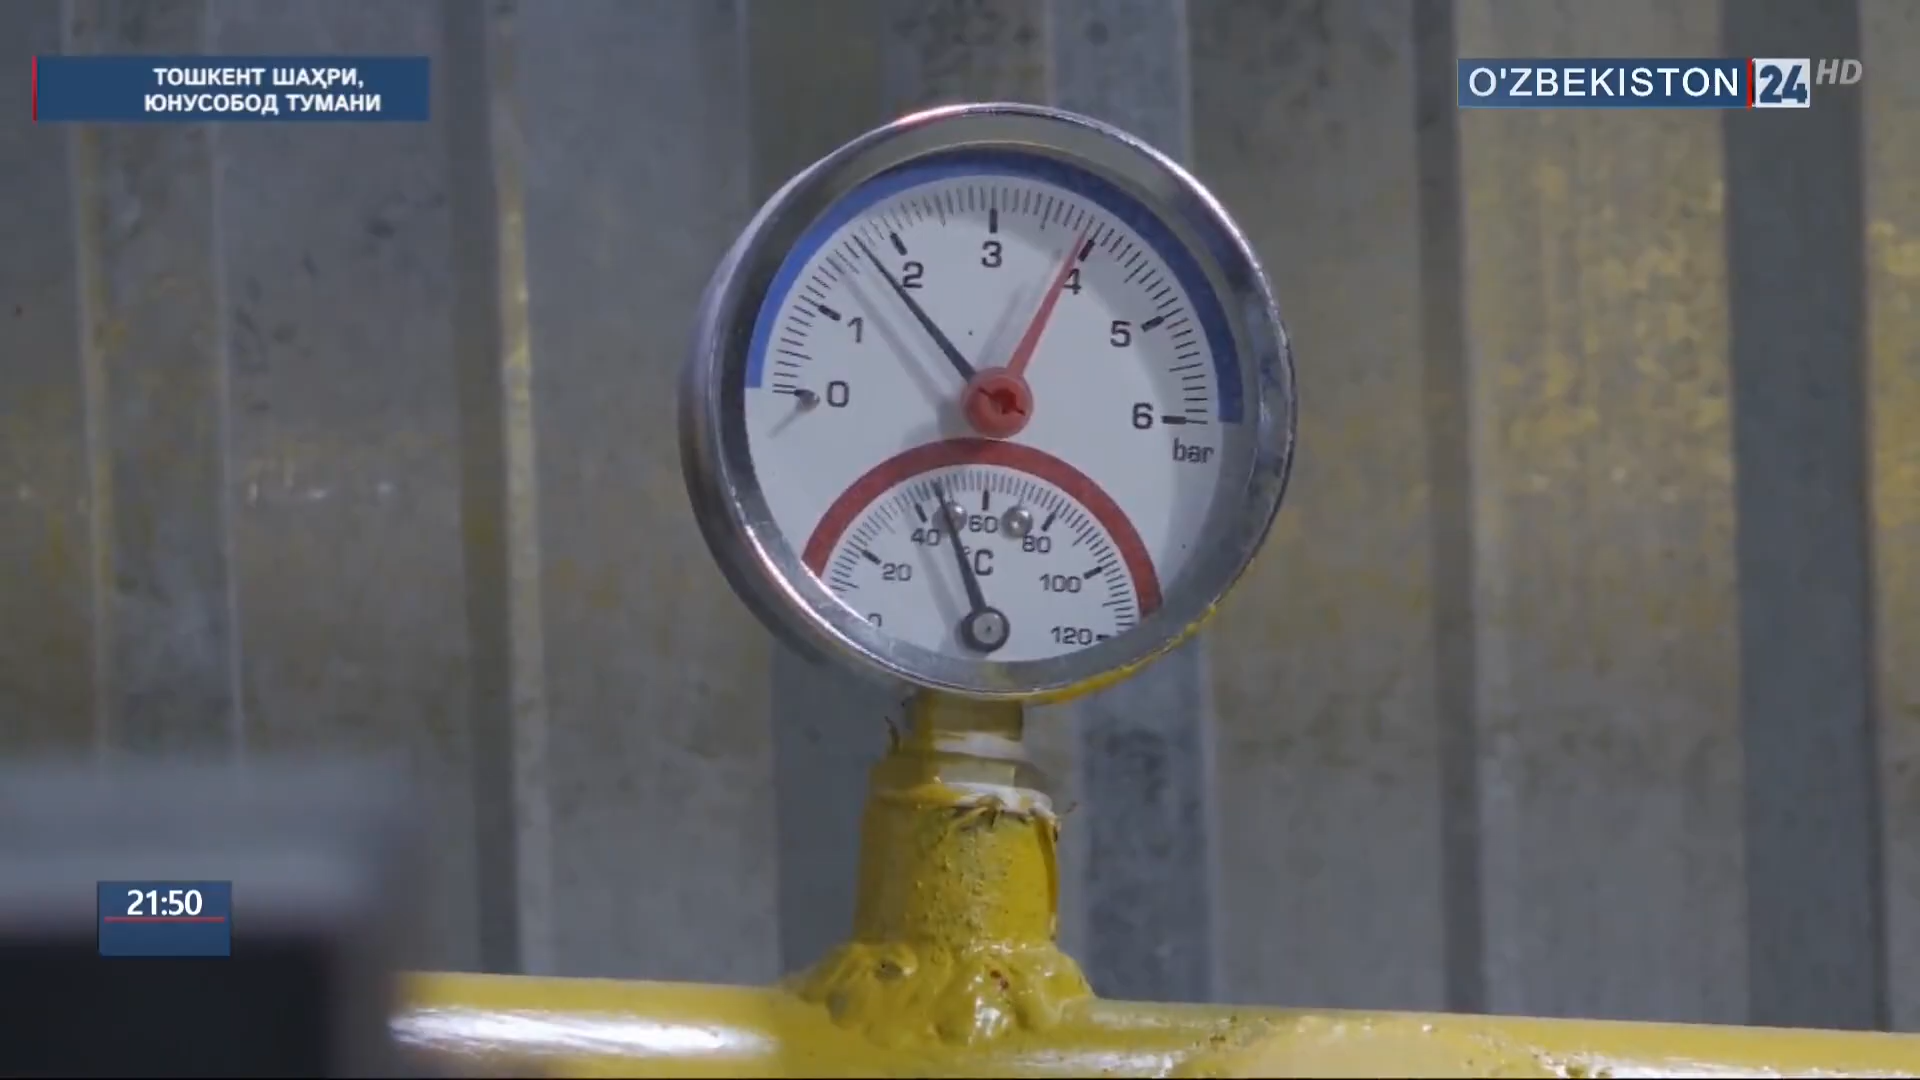 ТОШКЕНТ ШАҲРИ,
ЮНУСОБОД ТУМАНИ
O'ZBEKISTON 24 HD
0 1 2 3 4 5 6
bar
0 20 40 60 80 100 120
°C
21:50